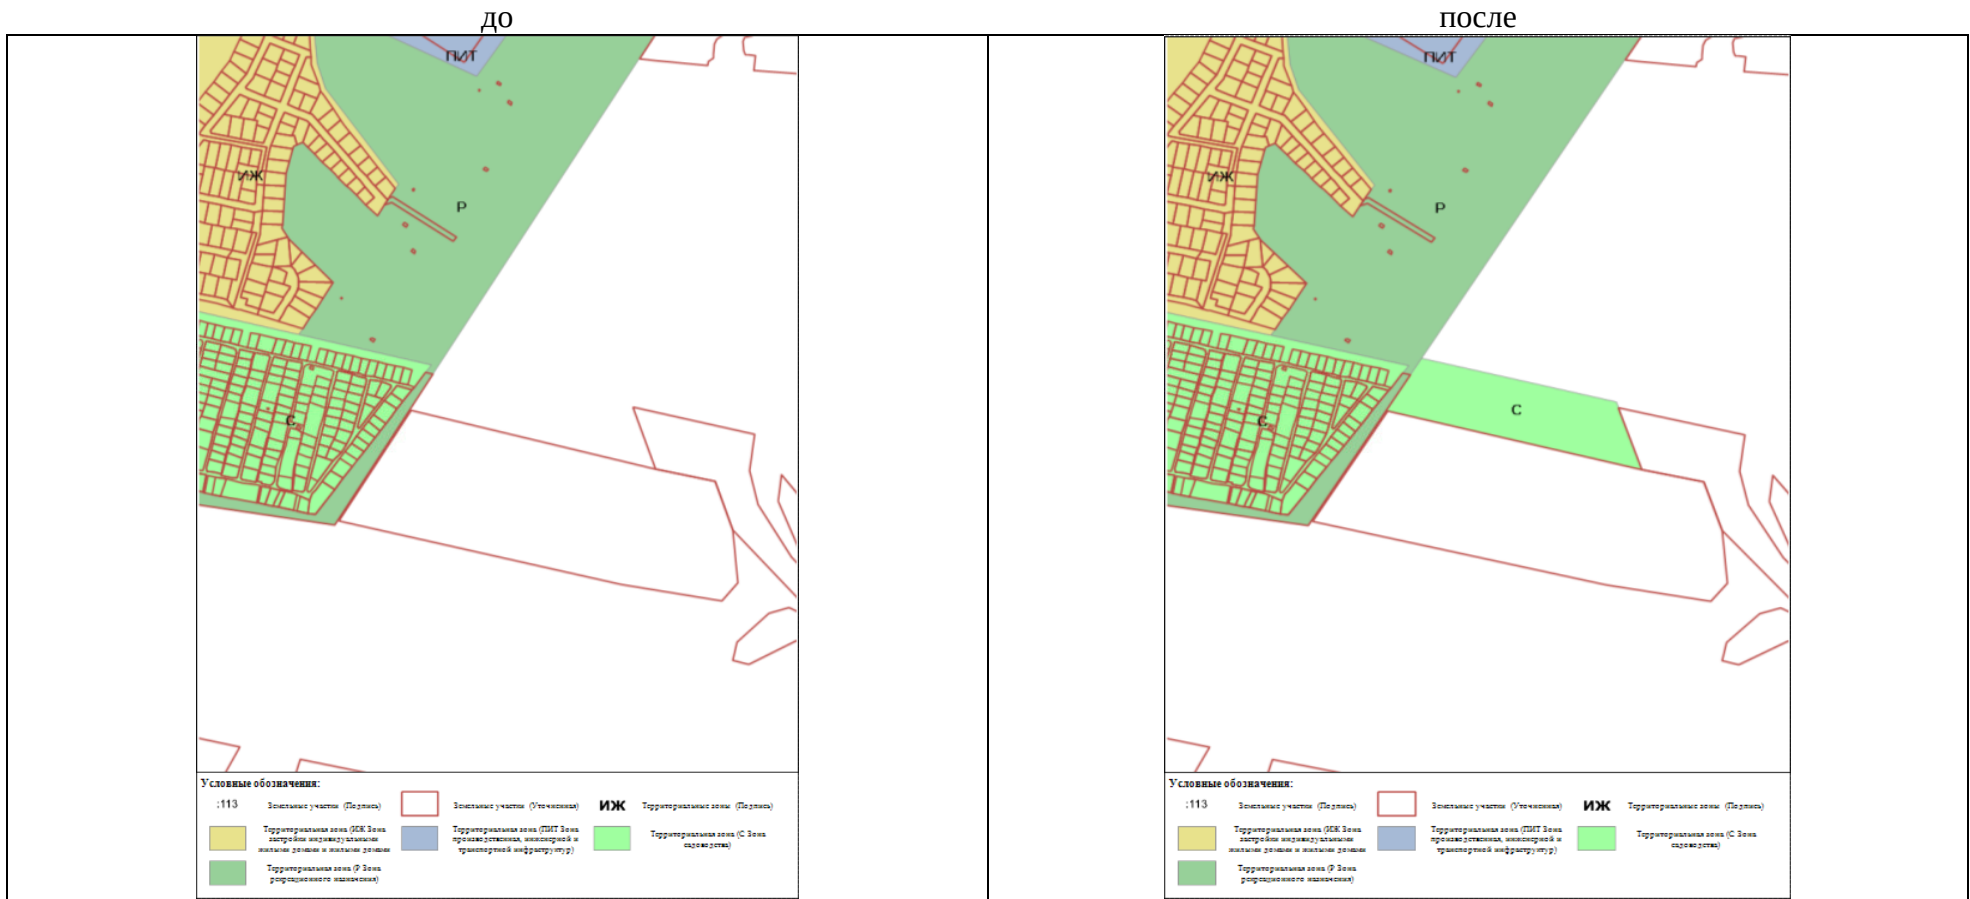 до
после
ПИТ
ИЖ
Р
С
Условные обозначения:
:113
Земельные участки (Подпись)
Земельные участки (Уточненная)
ИЖ
Территориальные зоны (Подпись)
Территориальная зона (ИЖ Зона
застройки индивидуальными
жилыми домами и жилыми домами
Территориальная зона (ПИТ Зона
производственная, инженерной и
транспортной инфраструктур)
Территориальная зона (С Зона
садоводства)
Территориальная зона (Р Зона
рекреационного назначения)
ПИТ
ИЖ
Р
С
С
Условные обозначения:
:113
Земельные участки (Подпись)
Земельные участки (Уточненная)
ИЖ
Территориальные зоны (Подпись)
Территориальная зона (ИЖ Зона
застройки индивидуальными
жилыми домами и жилыми домами
Территориальная зона (ПИТ Зона
производственная, инженерной и
транспортной инфраструктур)
Территориальная зона (С Зона
садоводства)
Территориальная зона (Р Зона
рекреационного назначения)